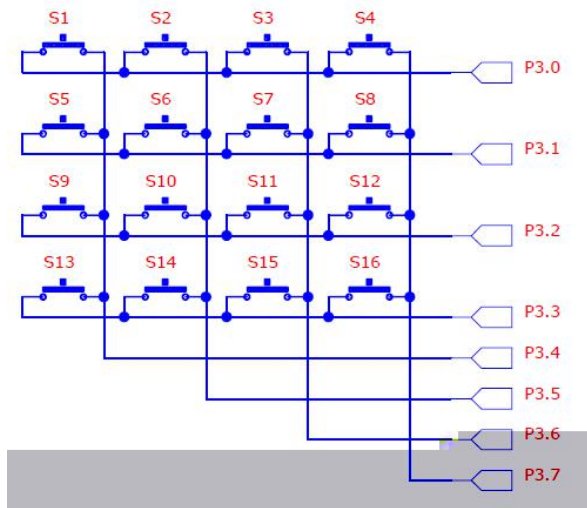 S1 S2 S3 S4
P3.0
S5 S6 S7 S8
P3.1
S9 S10 S11 S12
P3.2
S13 S14 S15 S16
P3.3
P3.4
P3.5
P3.6
P3.7